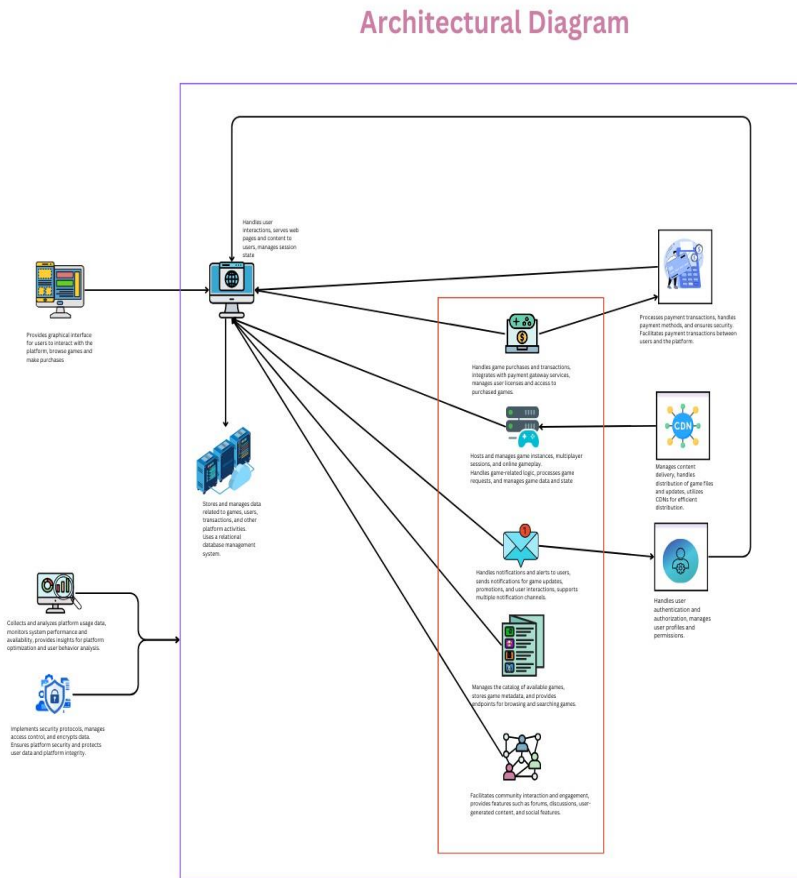 Architectural Diagram
Handles user
interactions, serves web
pages and content to
users, manages session
state
Provides graphical interface
for users to interact with the
platform, browse games and
make purchases
Processes payment transactions, handles
payment methods, and ensures security.
Facilitates payment transactions between
users and the platform.
$
Handles game purchases and transactions,
integrates with payment gateway services,
manages user licenses and access to
purchased games.
Hosts and manages game instances, multiplayer
sessions, and online gameplay.
Handles game-related logic, processes game
requests, and manages game data and state
CDN
Manages content
delivery, handles
distribution of game files
and updates, utilizes
CDNs for efficient
distribution.
Stores and manages data
related to games, users,
transactions, and other
platform activities.
Uses a relational
database management
system.
1
Handles notifications and alerts to users,
sends notifications for game updates,
promotions, and user interactions, supports
multiple notification channels.
Handles user
authentication and
authorization, manages
user profiles and
permissions.
Collects and analyzes platform usage data,
monitors system performance and
availability, provides insights for platform
optimization and user behavior analysis.
Manages the catalog of available games,
stores game metadata, and provides
endpoints for browsing and searching games.
Implements security protocols, manages
access control, and encrypts data.
Ensures platform security and protects
user data and platform integrity.
Facilitates community interaction and engagement,
provides features such as forums, discussions, user-
generated content, and social features.